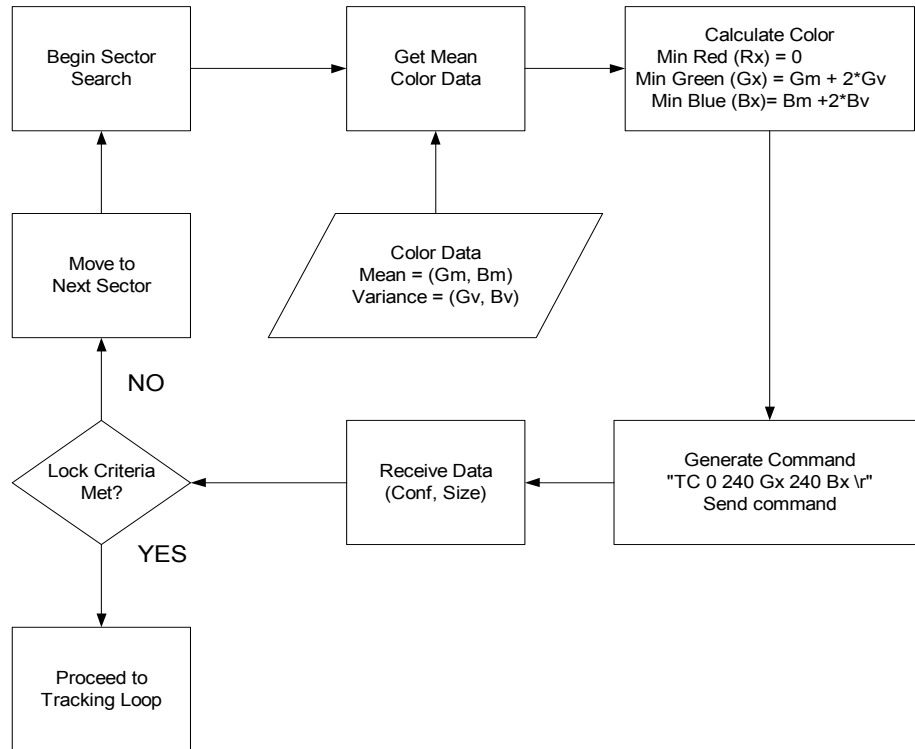 Begin Sector
Search
Get Mean
Color Data
Calculate Color
Min Red (Rx) = 0
Min Green (Gx) = Gm + 2*Gv
Min Blue (Bx)= Bm +2*Bv
Color Data
Mean = (Gm, Bm)
Variance = (Gv, Bv)
Move to
Next Sector
NO
Lock Criteria
Met?
Receive Data
(Conf, Size)
Generate Command
"TC 0 240 Gx 240 Bx \r"
Send command
YES
Proceed to
Tracking Loop